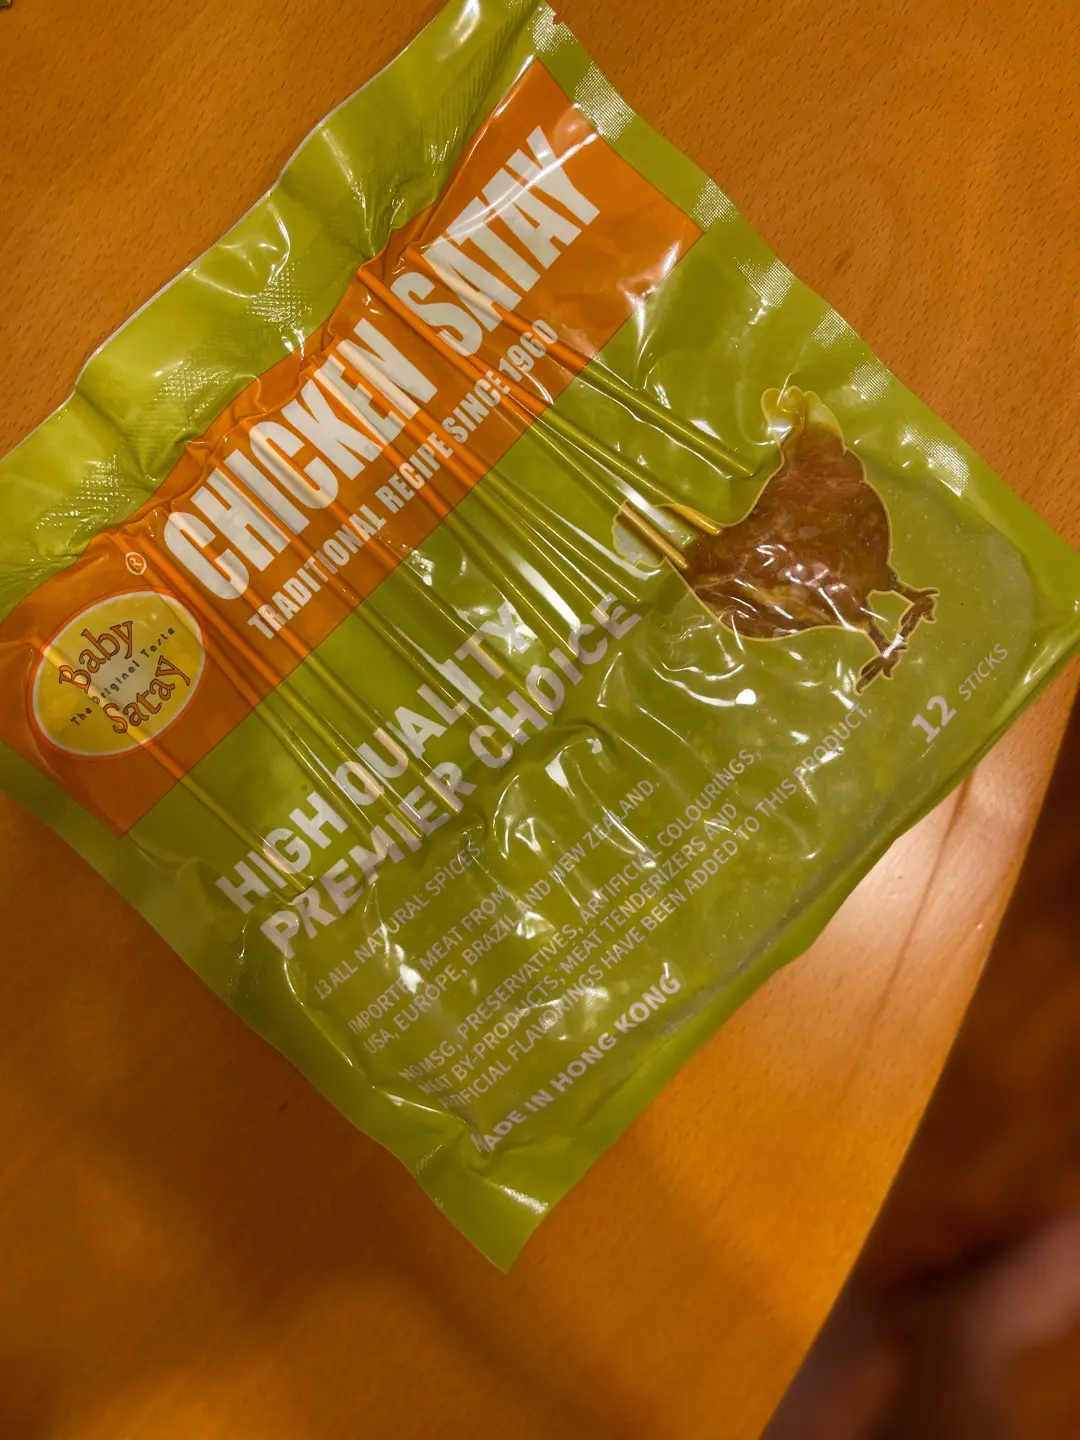 CHICKEN SATAY
TRADITIONAL RECIPE SINCE 1960
®
Baby
The Original Taste
Satay
HIGH QUALITY
PREMIER CHOICE
13 ALL NATURAL SPICES.
IMPORTED MEAT FROM
USA, EUROPE, BRAZIL AND NEW ZEALAND.
NO MSG, PRESERVATIVES, ARTIFICIAL COLOURINGS,
MEAT BY-PRODUCTS, MEAT TENDERIZERS AND
ARTIFICIAL FLAVORINGS HAVE BEEN ADDED TO THIS PRODUCT.
MADE IN HONG KONG
12 STICKS